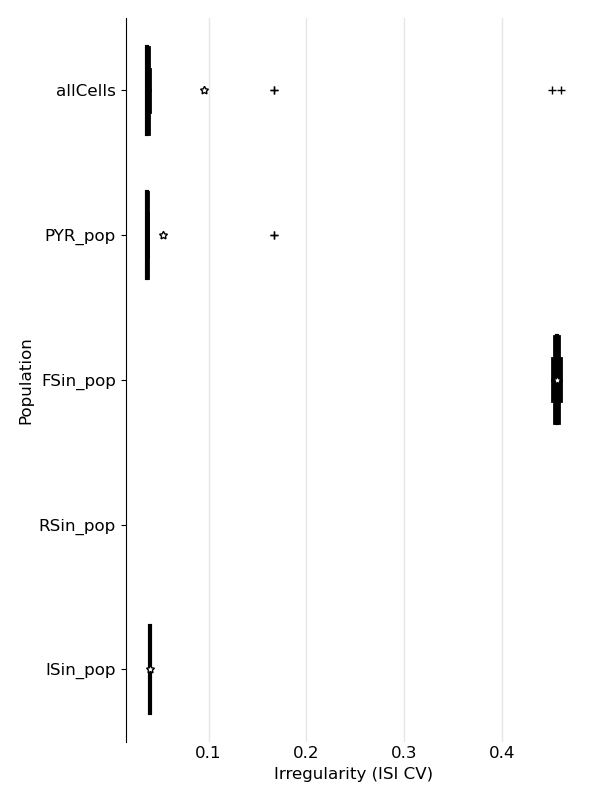 allCells
PYR_pop
FSin_pop
RSin_pop
ISin_pop
Population
0.1 0.2 0.3 0.4
Irregularity (ISI CV)